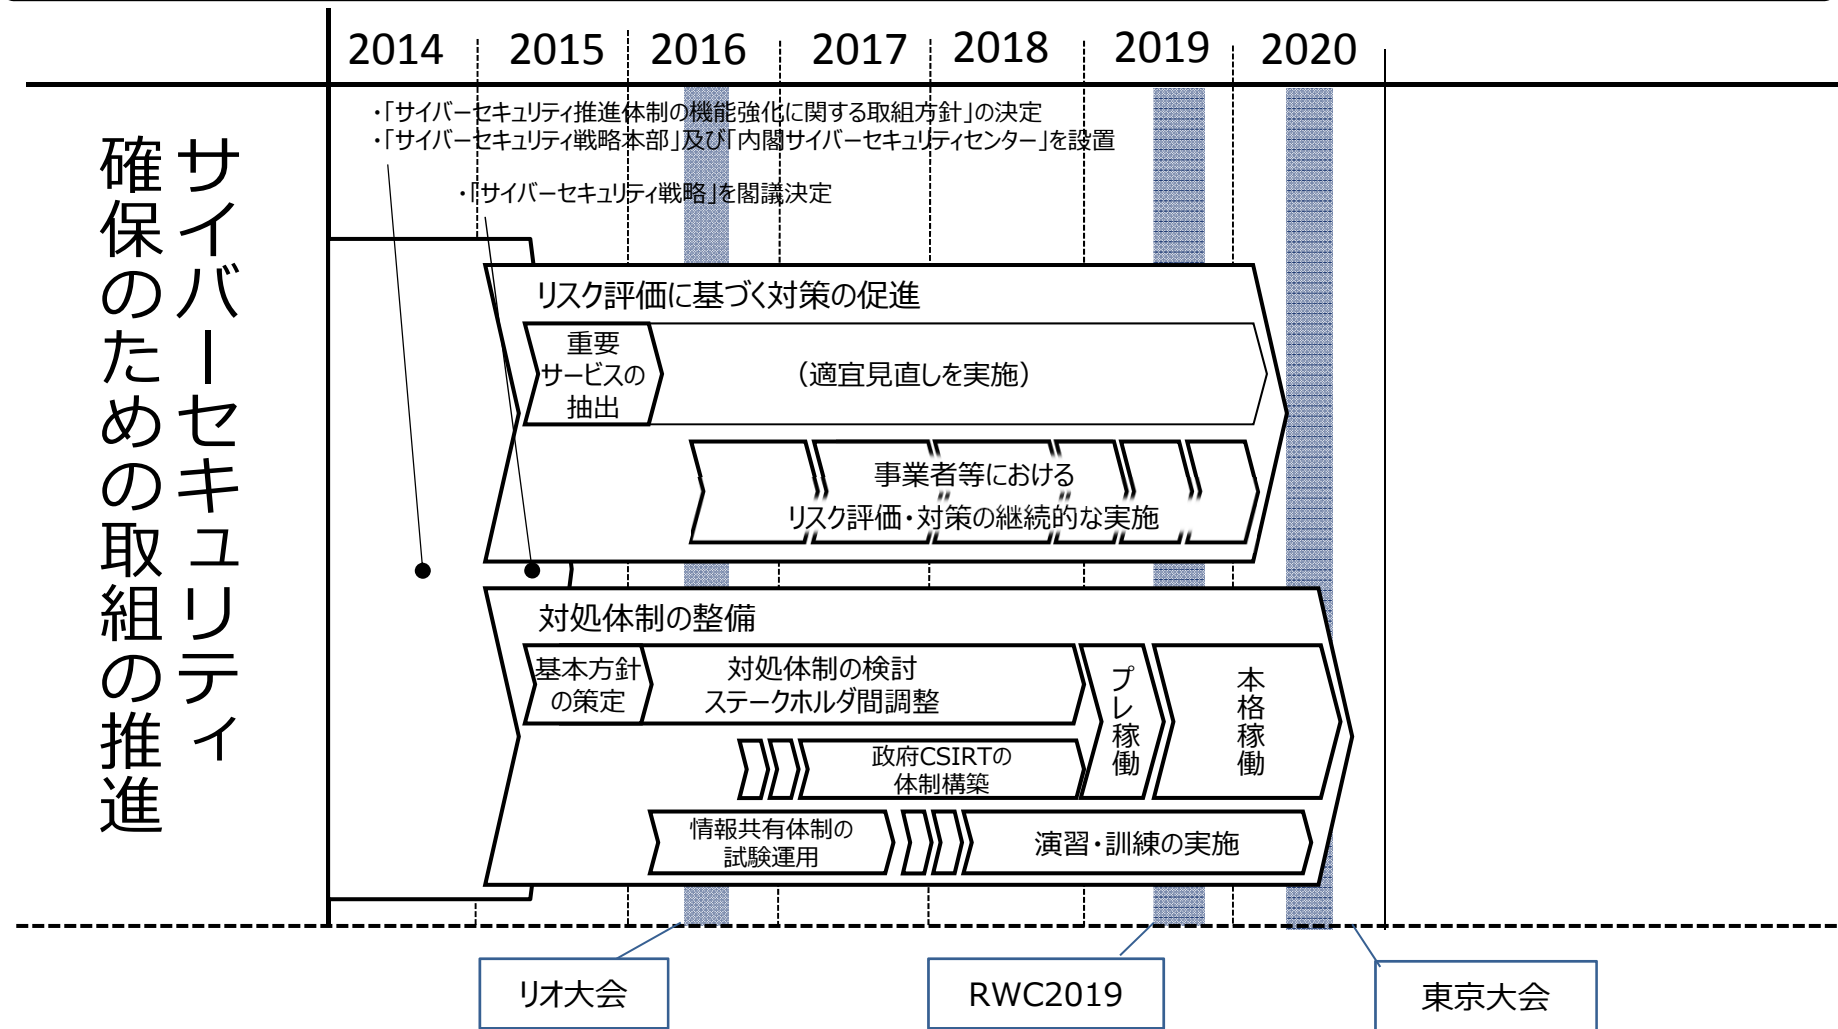 2014 2015 2016 2017 2018 2019 2020
・「サイバーセキュリティ推進体制の機能強化に関する取組方針」の決定
・「サイバーセキュリティ戦略本部」及び「内閣サイバーセキュリティセンター」を設置
・「サイバーセキュリティ戦略」を閣議決定
サイバーセキュリティ
確保のための取組の推進
リスク評価に基づく対策の促進
重要
サービスの
抽出
（適宜見直しを実施）
事業者等における
リスク評価・対策の継続的な実施
対処体制の整備
基本方針
の策定
対処体制の検討
ステークホルダ間調整
プレ稼働
本格稼働
政府CSIRTの
体制構築
情報共有体制の
試験運用
演習・訓練の実施
リオ大会
RWC2019
東京大会